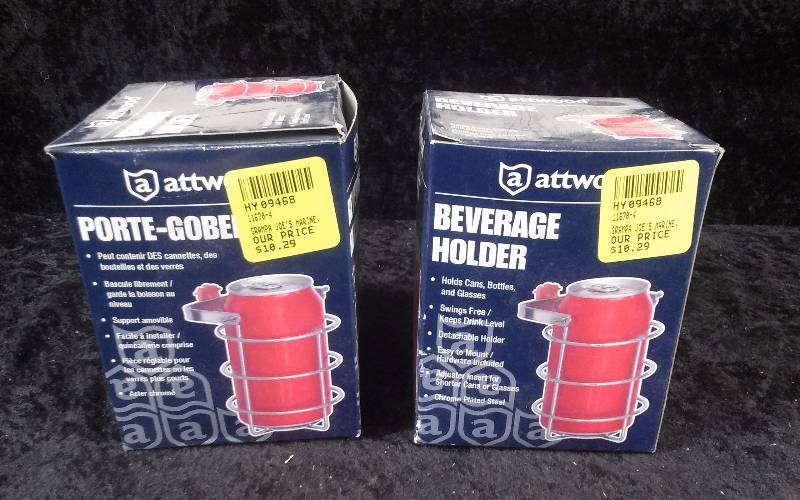 a attwo
PORTE-GOBE
HY09468
11670-4
GRAMPA JOE'S MARINE,
OUR PRICE
$10.29
• Peut contenir DES cannettes, des
bouteilles et des verres
• Bascule librement /
garde la boisson au
niveau
• Support amovible
• Facile à installer /
quincaillerie comprise
• Pièce réglable pour
les cannettes ou les
verres plus courts
• Acier chromé
attwood
BEVERAGE
HOLDER
a attwo
BEVERAGE
HOLDER
HY09468
11670-4
GRAMPA JOE'S MARINE,
OUR PRICE
$10.29
• Holds Cans, Bottles,
and Glasses
• Swings Free /
Keeps Drink Level
• Detachable Holder
• Easy to Mount /
Hardware Included
• Adjuster Insert for
Shorter Cans or Glasses
• Chrome Plated Steel